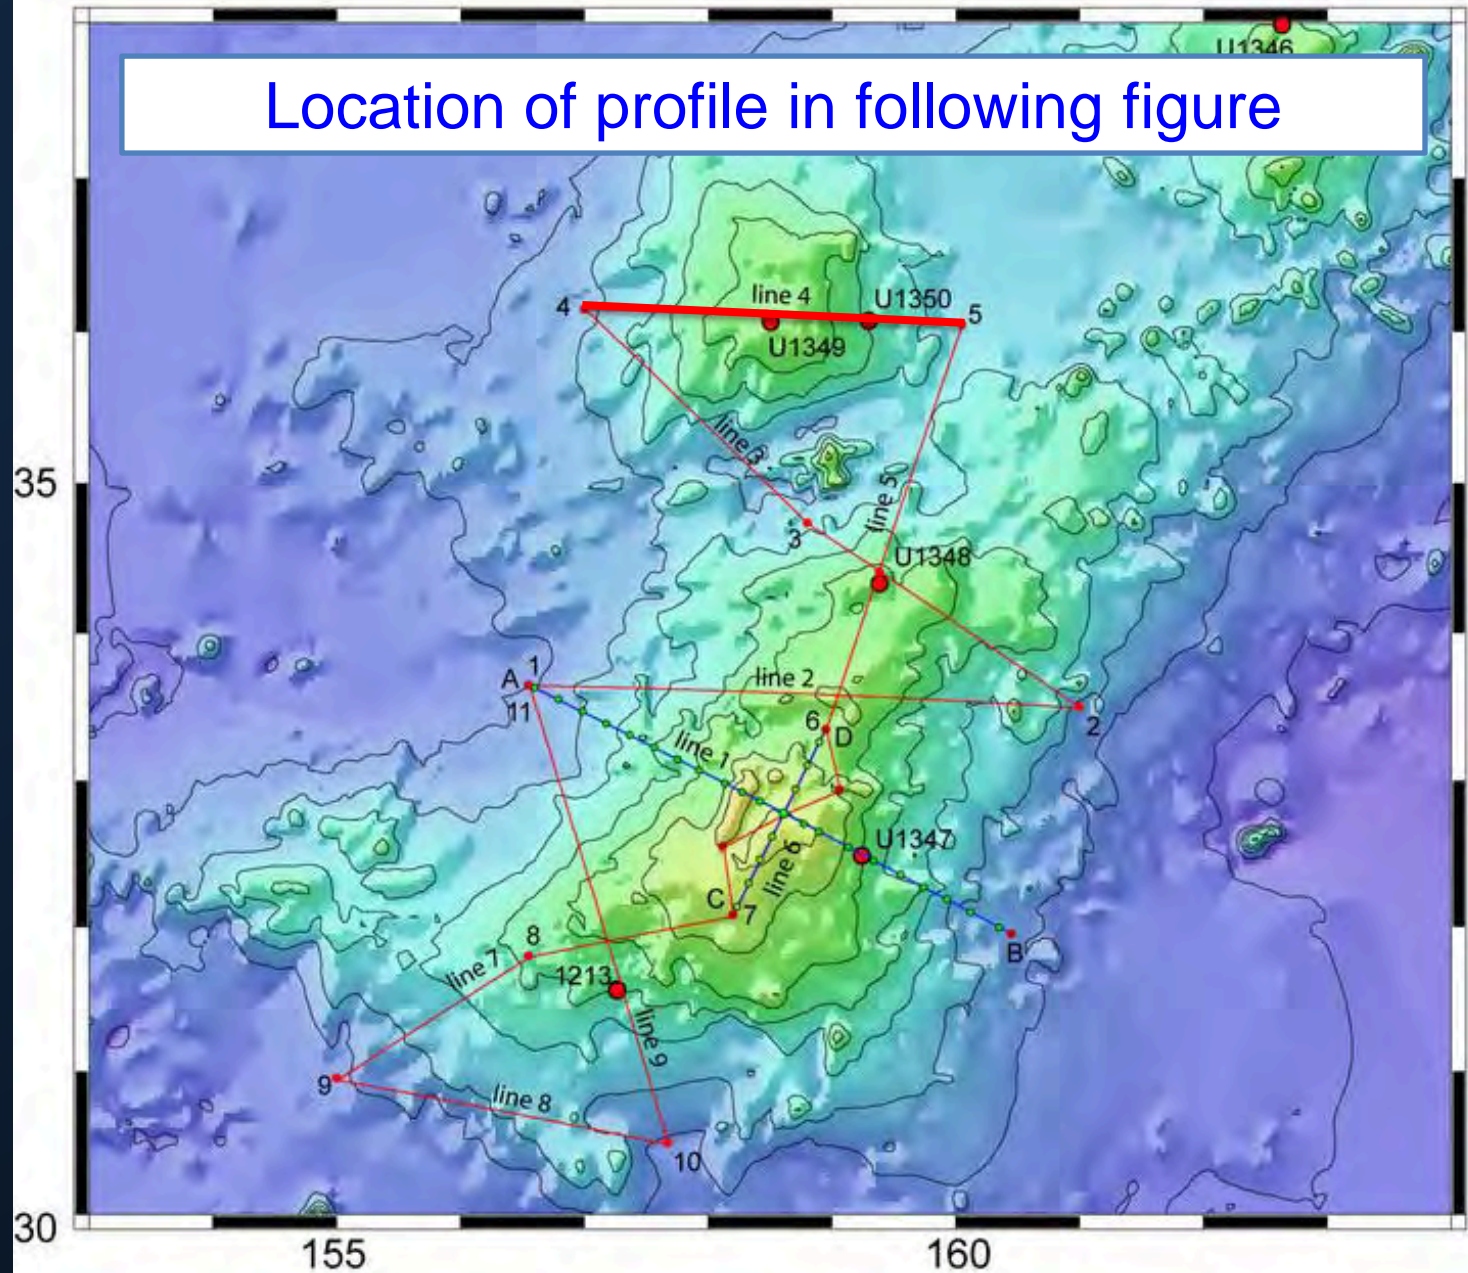 U1346
Location of profile in following figure
4
line 4
U1350
5
U1349
line 3
35
line 5
3
U1348
A
1
11
line 2
2
6
D
line 1
U1347
line 6
C
7
B
8
line 7
1213
line 9
9
line 8
10
30
155
160